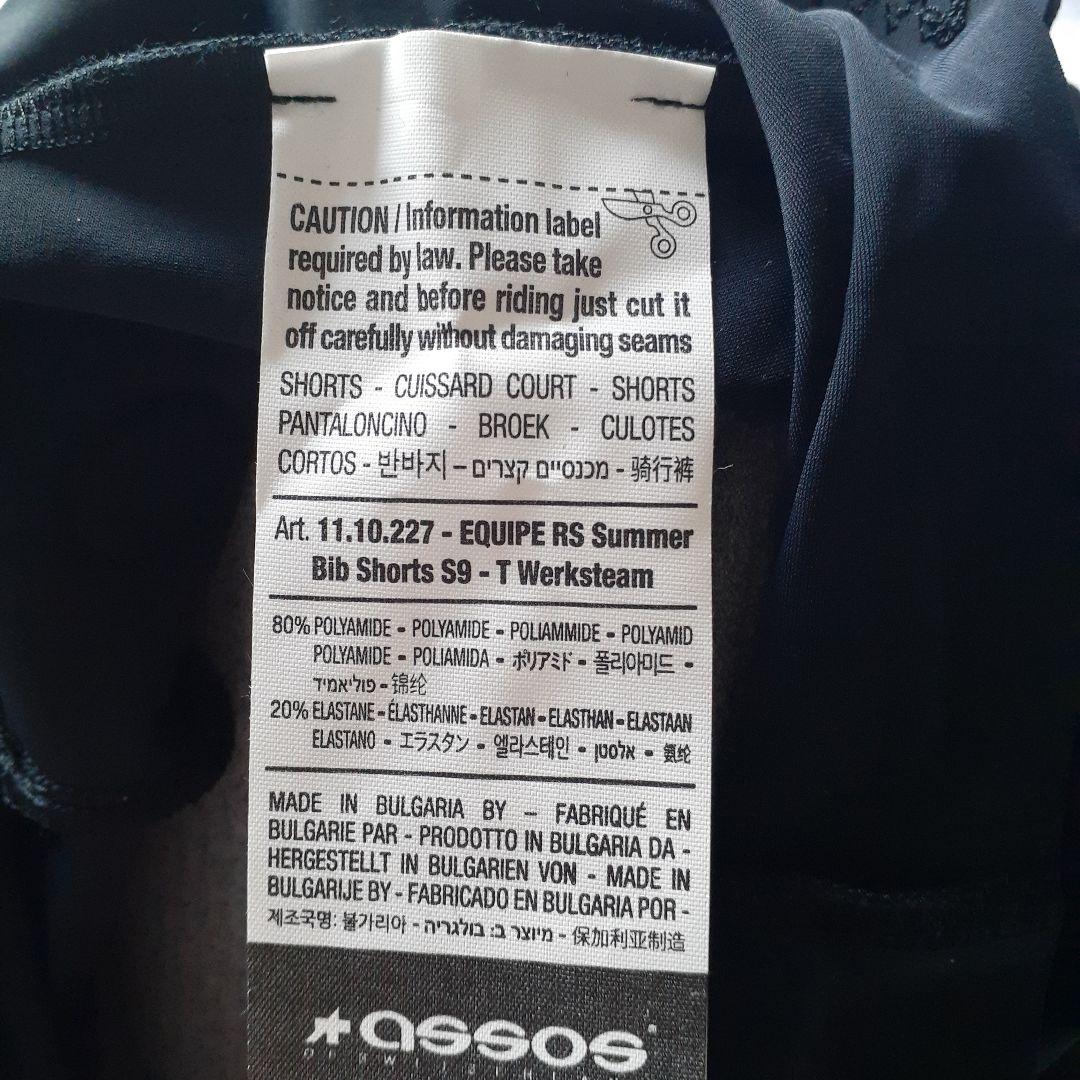 CAUTION / Information label
required by law. Please take
notice and before riding just cut it
off carefully without damaging seams
SHORTS - CUISSARD COURT - SHORTS
PANTALONCINO - BROEK - CULOTES
CORTOS - 반바지 – מכנסיים קצרים - 骑行裤
Art. 11.10.227 - EQUIPE RS Summer
Bib Shorts S9 - T Werksteam
80% POLYAMIDE - POLYAMIDE - POLIAMMIDE - POLYAMID
POLYAMIDE - POLIAMIDA - ポリアミド - 폴리아미드 -
פוליאמיד - 锦纶
20% ELASTANE - ÉLASTHANNE - ELASTAN - ELASTHAN - ELASTAAN
ELASTANO - エラスタン - 엘라스테인 - אלסטן - 氨纶
MADE IN BULGARIA BY – FABRIQUÉ EN
BULGARIE PAR - PRODOTTO IN BULGARIA DA -
HERGESTELLT IN BULGARIEN VON - MADE IN
BULGARIJE BY - FABRICADO EN BULGARIA POR -
제조국명: 불가리아 - מיוצר ב: בולגריה - 保加利亚制造
assos